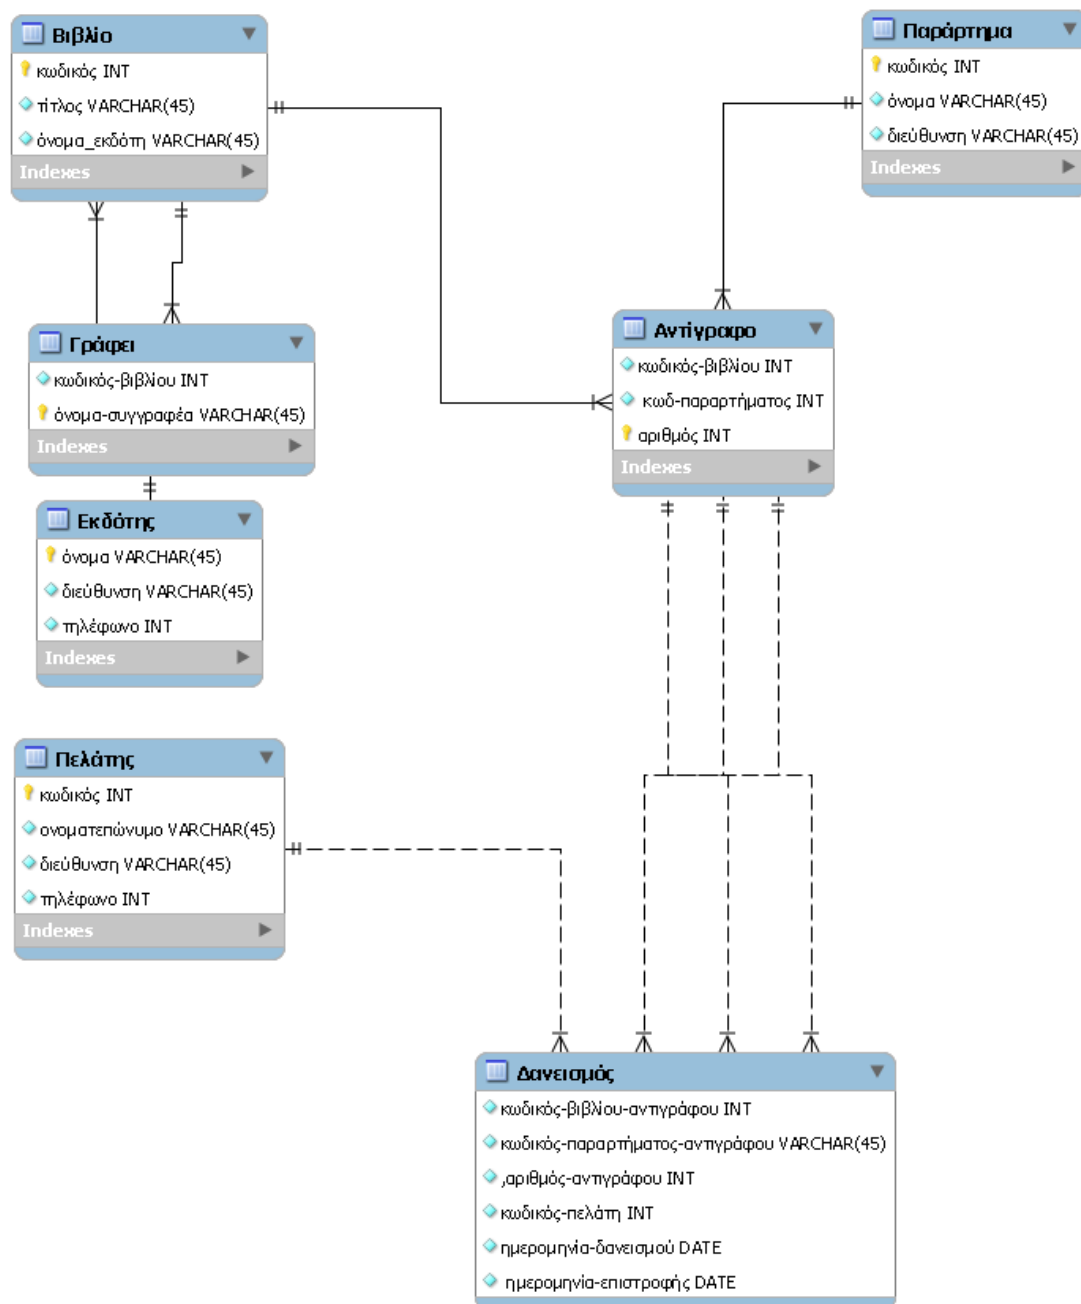 Βιβλίο
κωδικός INT
τίτλος VARCHAR(45)
όνομα_εκδότη VARCHAR(45)
Indexes
Παράρτημα
κωδικός INT
όνομα VARCHAR(45)
διεύθυνση VARCHAR(45)
Indexes
Γράφει
κωδικός-βιβλίου INT
όνομα-συγγραφέα VARCHAR(45)
Indexes
Αντίγραφο
κωδικός-βιβλίου INT
κωδ-παραρτήματος INT
αριθμός INT
Indexes
Εκδότης
όνομα VARCHAR(45)
διεύθυνση VARCHAR(45)
τηλέφωνο INT
Indexes
Πελάτης
κωδικός INT
ονοματεπώνυμο VARCHAR(45)
διεύθυνση VARCHAR(45)
τηλέφωνο INT
Indexes
Δανεισμός
κωδικός-βιβλίου-αντιγράφου INT
κωδικός-παραρτήματος-αντιγράφου VARCHAR(45)
,αριθμός-αντιγράφου INT
κωδικός-πελάτη INT
ημερομηνία-δανεισμού DATE
ημερομηνία-επιστροφής DATE